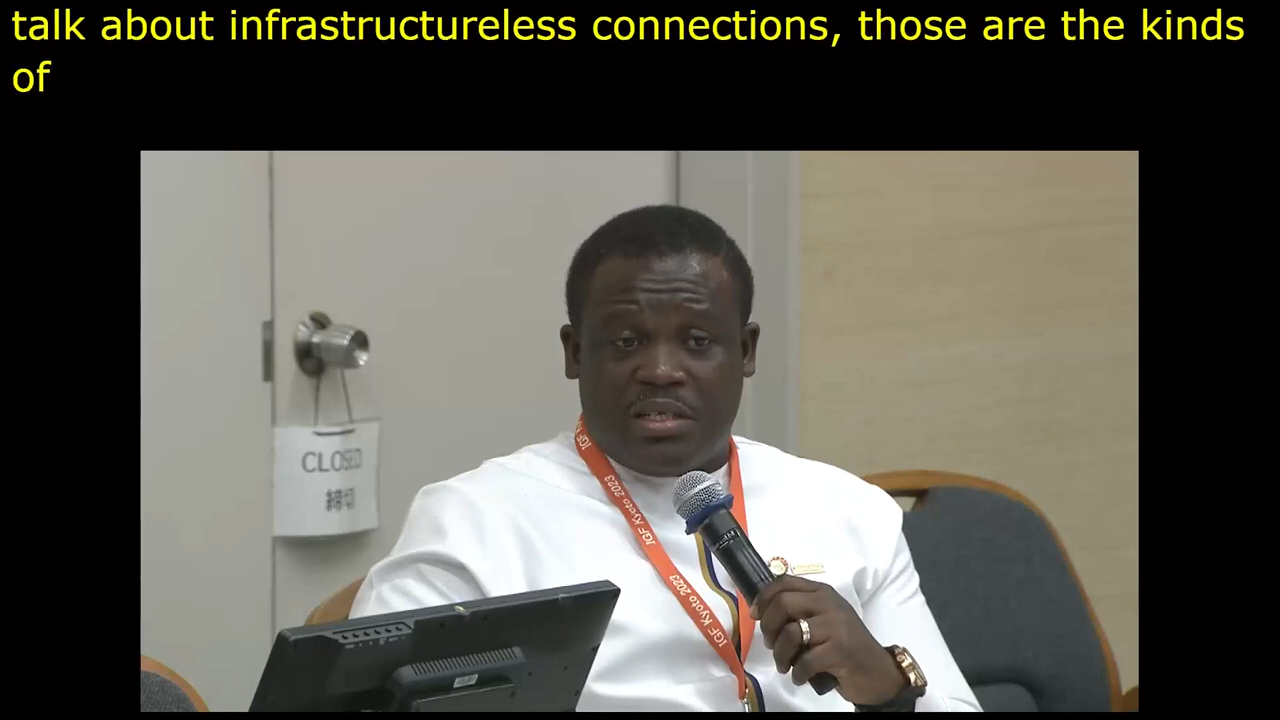 talk about infrastructureless connections, those are the kinds
of
CLOSED
締切
IGF Kyoto 2023
IGF Kyoto 2023